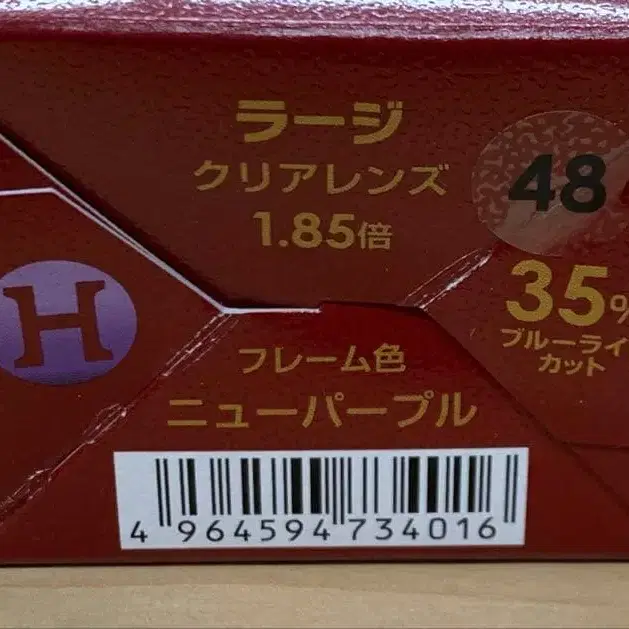 ラージ
クリアレンズ
1.85倍
48
35%
ブルーライ
カット
H
フレーム色
ニューパープル
4 964594 734016